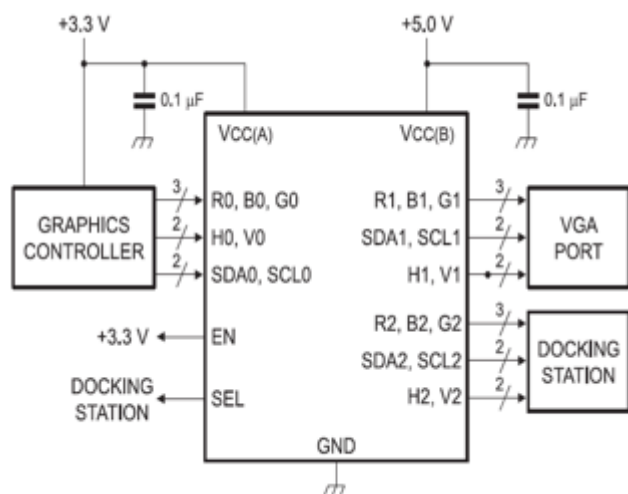 +3.3 V
+5.0 V
0.1 µF
0.1 µF
VCC(A)
VCC(B)
GRAPHICS
CONTROLLER
3
R0, B0, G0
2
H0, V0
2
SDA0, SCL0
+3.3 V
EN
DOCKING
STATION
SEL
GND
R1, B1, G1
3
SDA1, SCL1
2
H1, V1
2
VGA
PORT
R2, B2, G2
3
SDA2, SCL2
2
H2, V2
2
DOCKING
STATION